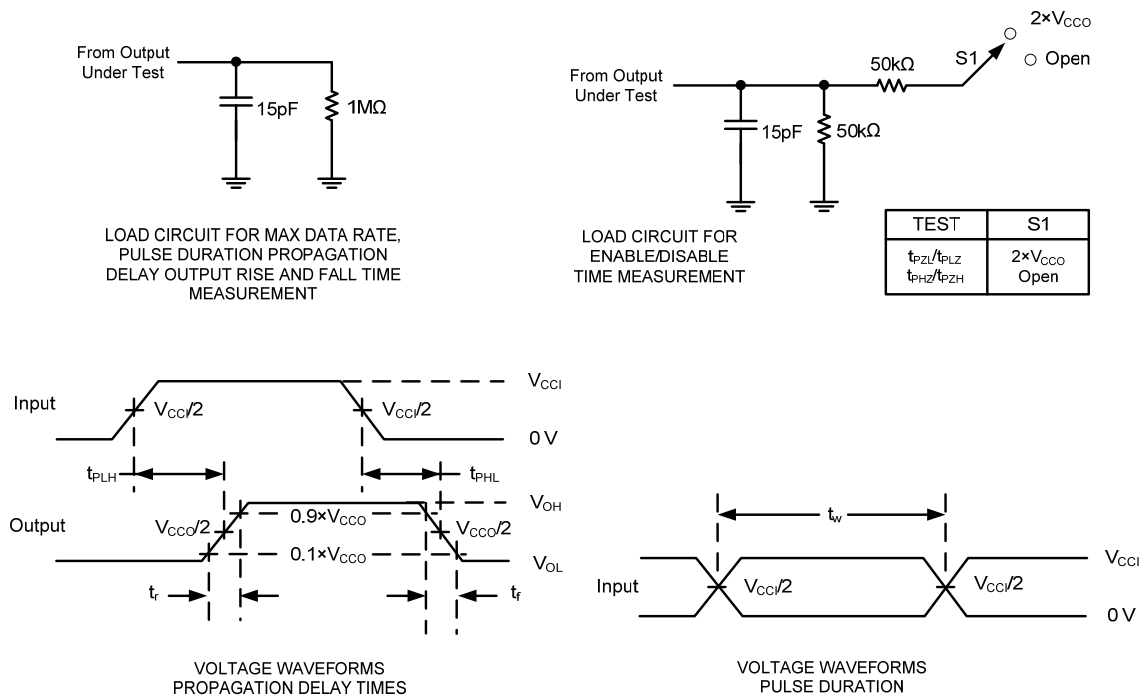 From Output
Under Test
15pF
1MΩ
LOAD CIRCUIT FOR MAX DATA RATE,
PULSE DURATION PROPAGATION
DELAY OUTPUT RISE AND FALL TIME
MEASUREMENT
2×VCCO
S1
Open
50kΩ
From Output
Under Test
15pF
50kΩ
LOAD CIRCUIT FOR
ENABLE/DISABLE
TIME MEASUREMENT
TEST S1
tPZL/tPLZ 2×VCCO
tPHZ/tPZH Open
VCCI
Input
VCCI/2
VCCI/2
0 V
tPLH
tPHL
VOH
Output
VCCO/2
0.9×VCCO
VCCO/2
0.1×VCCO
VOL
tr
tf
VOLTAGE WAVEFORMS
PROPAGATION DELAY TIMES
tw
VCCI
Input
VCCI/2
VCCI/2
0 V
VOLTAGE WAVEFORMS
PULSE DURATION